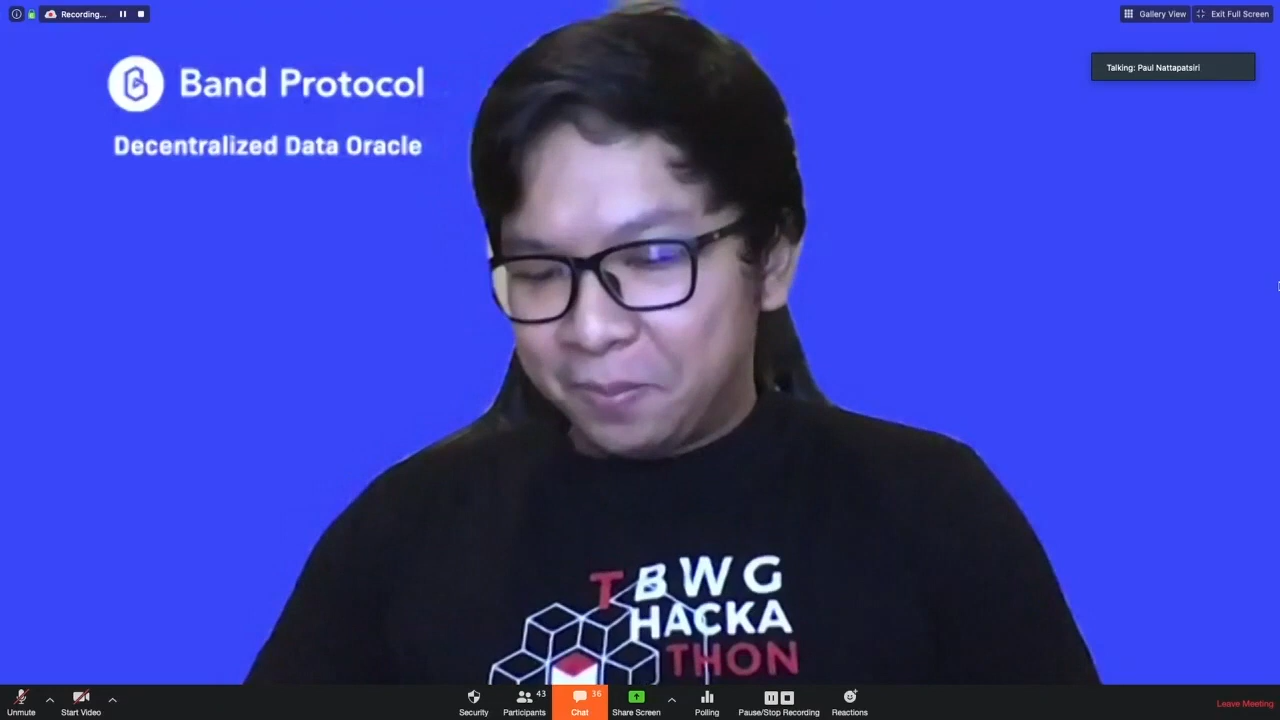 Recording...
Gallery View
Exit Full Screen
Talking: Paul Nattapatsiri
Band Protocol
Decentralized Data Oracle
TBWG
HACKA
THON
Unmute
Start Video
Security
Participants
43
Chat
36
Share Screen
Polling
Pause/Stop Recording
Reactions
Leave Meeting